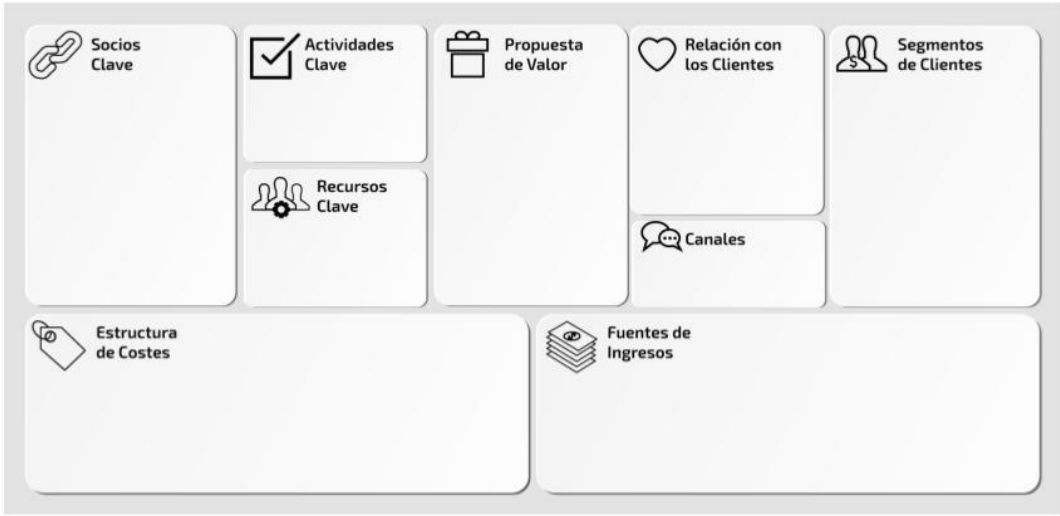 Socios
Clave
Actividades
Clave
Recursos
Clave
Propuesta
de Valor
Relación con
los Clientes
Canales
Segmentos
de Clientes
Estructura
de Costes
Fuentes de
Ingresos